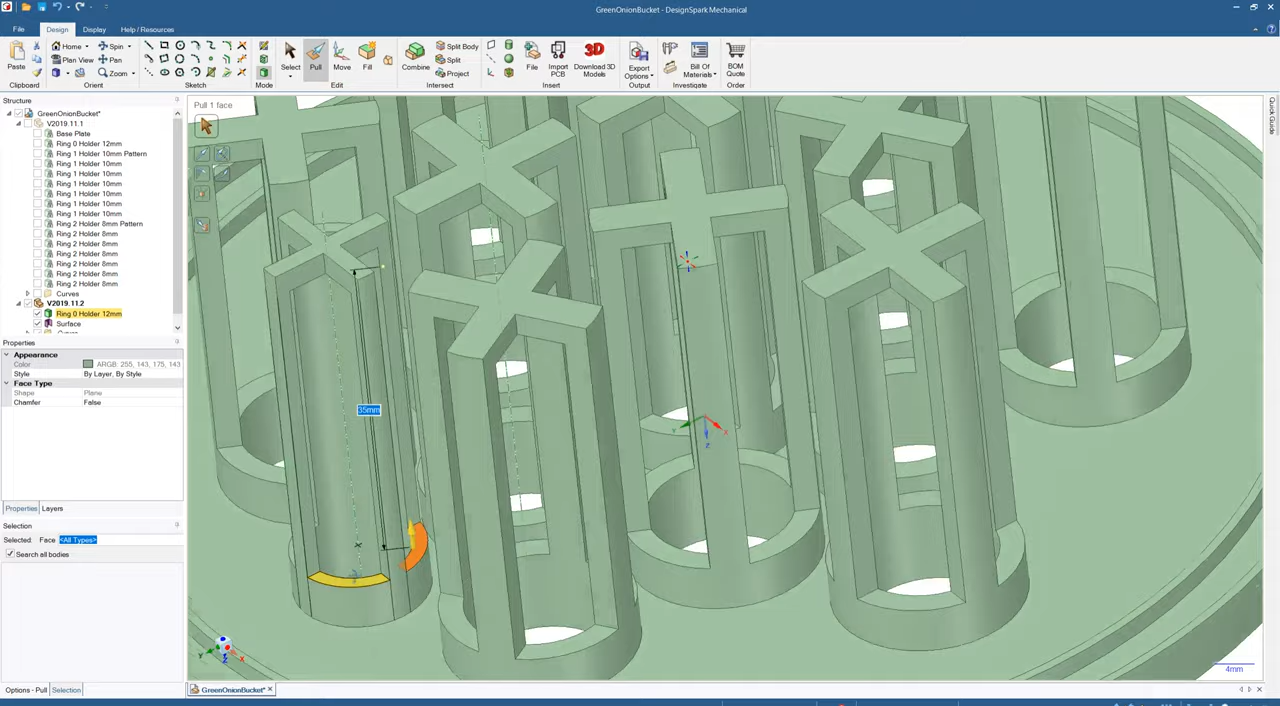 GreenOnionBucket - DesignSpark Mechanical
File Design Display Help / Resources
Paste
Home Spin
Plan View Pan
Zoom
Select Pull Move Fill
Combine
Split Body
Split
Project
File Import PCB Download 3D Models
Export Options
Bill Of Materials
BOM Quote
Clipboard Orient Sketch Mode Edit Intersect Insert Output Investigate Order
Structure
GreenOnionBucket*
V2019.11.1
Base Plate
Ring 0 Holder 12mm
Ring 1 Holder 10mm Pattern
Ring 1 Holder 10mm
Ring 1 Holder 10mm
Ring 1 Holder 10mm
Ring 1 Holder 10mm
Ring 1 Holder 10mm
Ring 1 Holder 10mm
Ring 2 Holder 8mm Pattern
Ring 2 Holder 8mm
Ring 2 Holder 8mm
Ring 2 Holder 8mm
Ring 2 Holder 8mm
Ring 2 Holder 8mm
Ring 2 Holder 8mm
Curves
V2019.11.2
Ring 0 Holder 12mm
Surface
Properties
Appearance
Color ARGB: 255, 143, 175, 143
Style By Layer, By Style
Face Type
Shape Plane
Chamfer False
Properties Layers
Selection
Selected: Face <All Types>
Search all bodies
Options - Pull Selection
Pull 1 face
35mm
Y X
Z
Y X
Z
4mm
Quick Guide
GreenOnionBucket*